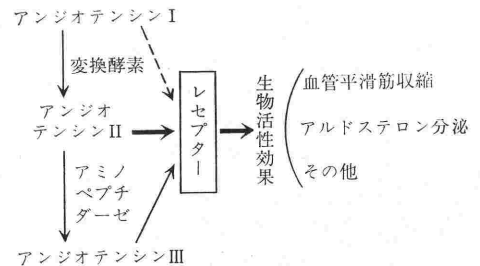 アンジオテンシンI
変換酵素
アンジオ
テンシンII
アミノ
ペプチ
ダーゼ
アンジオテンシンIII
レセプター
生物活性効果
血管平滑筋収縮
アルドステロン分泌
その他